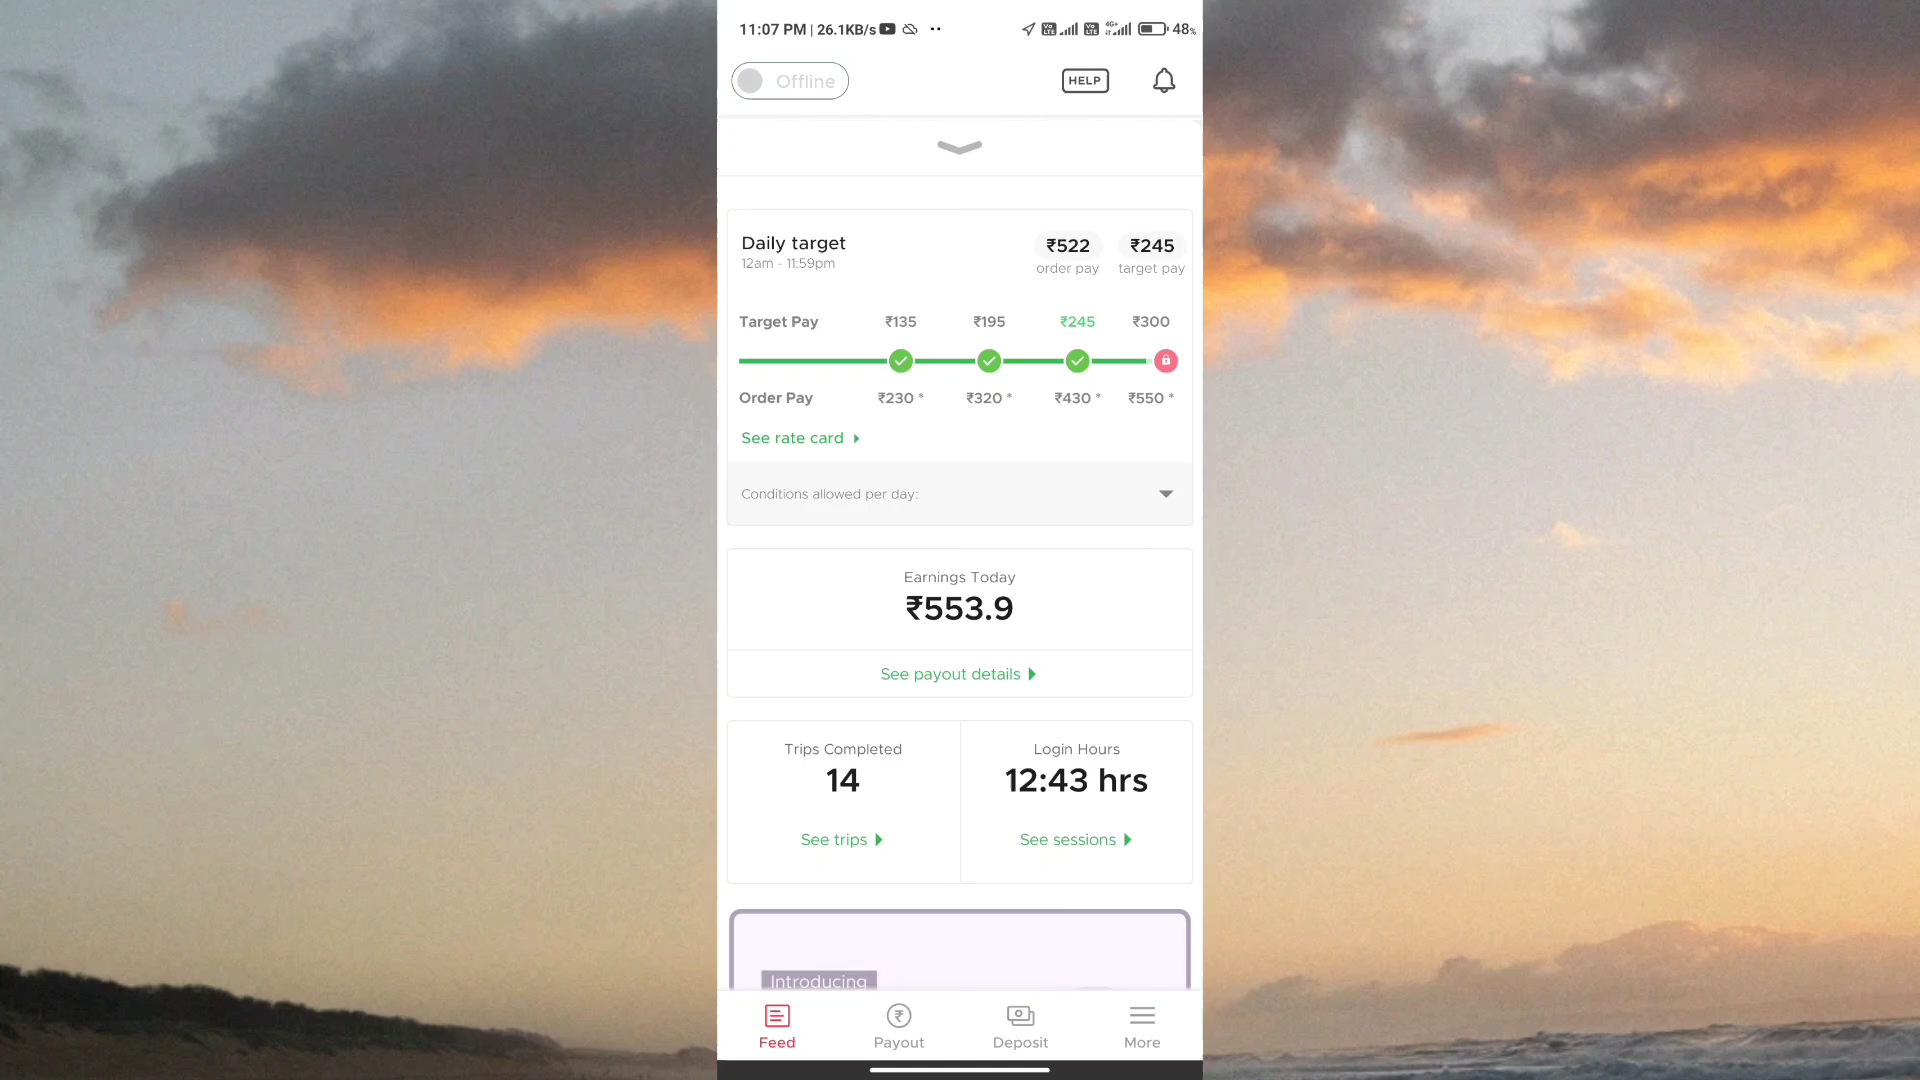 11:07 PM | 26.1KB/s 48%
Offline HELP
Daily target ₹522 ₹245
12am - 11:59pm order pay target pay
Target Pay ₹135 ₹195 ₹245 ₹300
Order Pay ₹230 * ₹320 * ₹430 * ₹550 *
See rate card
Conditions allowed per day:
Earnings Today
₹553.9
See payout details
Trips Completed Login Hours
14 12:43 hrs
See trips See sessions
Introducing
Feed Payout Deposit More